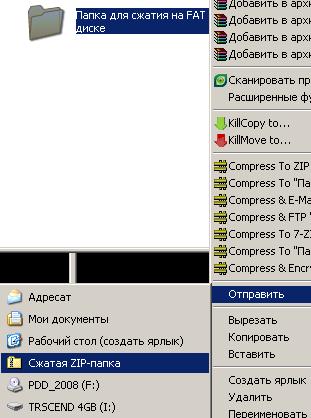 Папка для сжатия на FAT
диске
Добавить в архи
Добавить в архи
Добавить в архи
Добавить в архи
Сканировать пр
Расширенные фу
KillCopy to...
KillMove to...
Compress To ZIP
Compress To "Па
Compress & E-Ma
Compress & FTP "
Compress To 7-Zi
Compress To "Па
Compress & Encry
Отправить
Вырезать
Копировать
Вставить
Создать ярлык
Удалить
Переименовать
Адресат
Мои документы
Рабочий стол (создать ярлык)
Сжатая ZIP-папка
PDD_2008 (F:)
TRSCEND 4GB (I:)